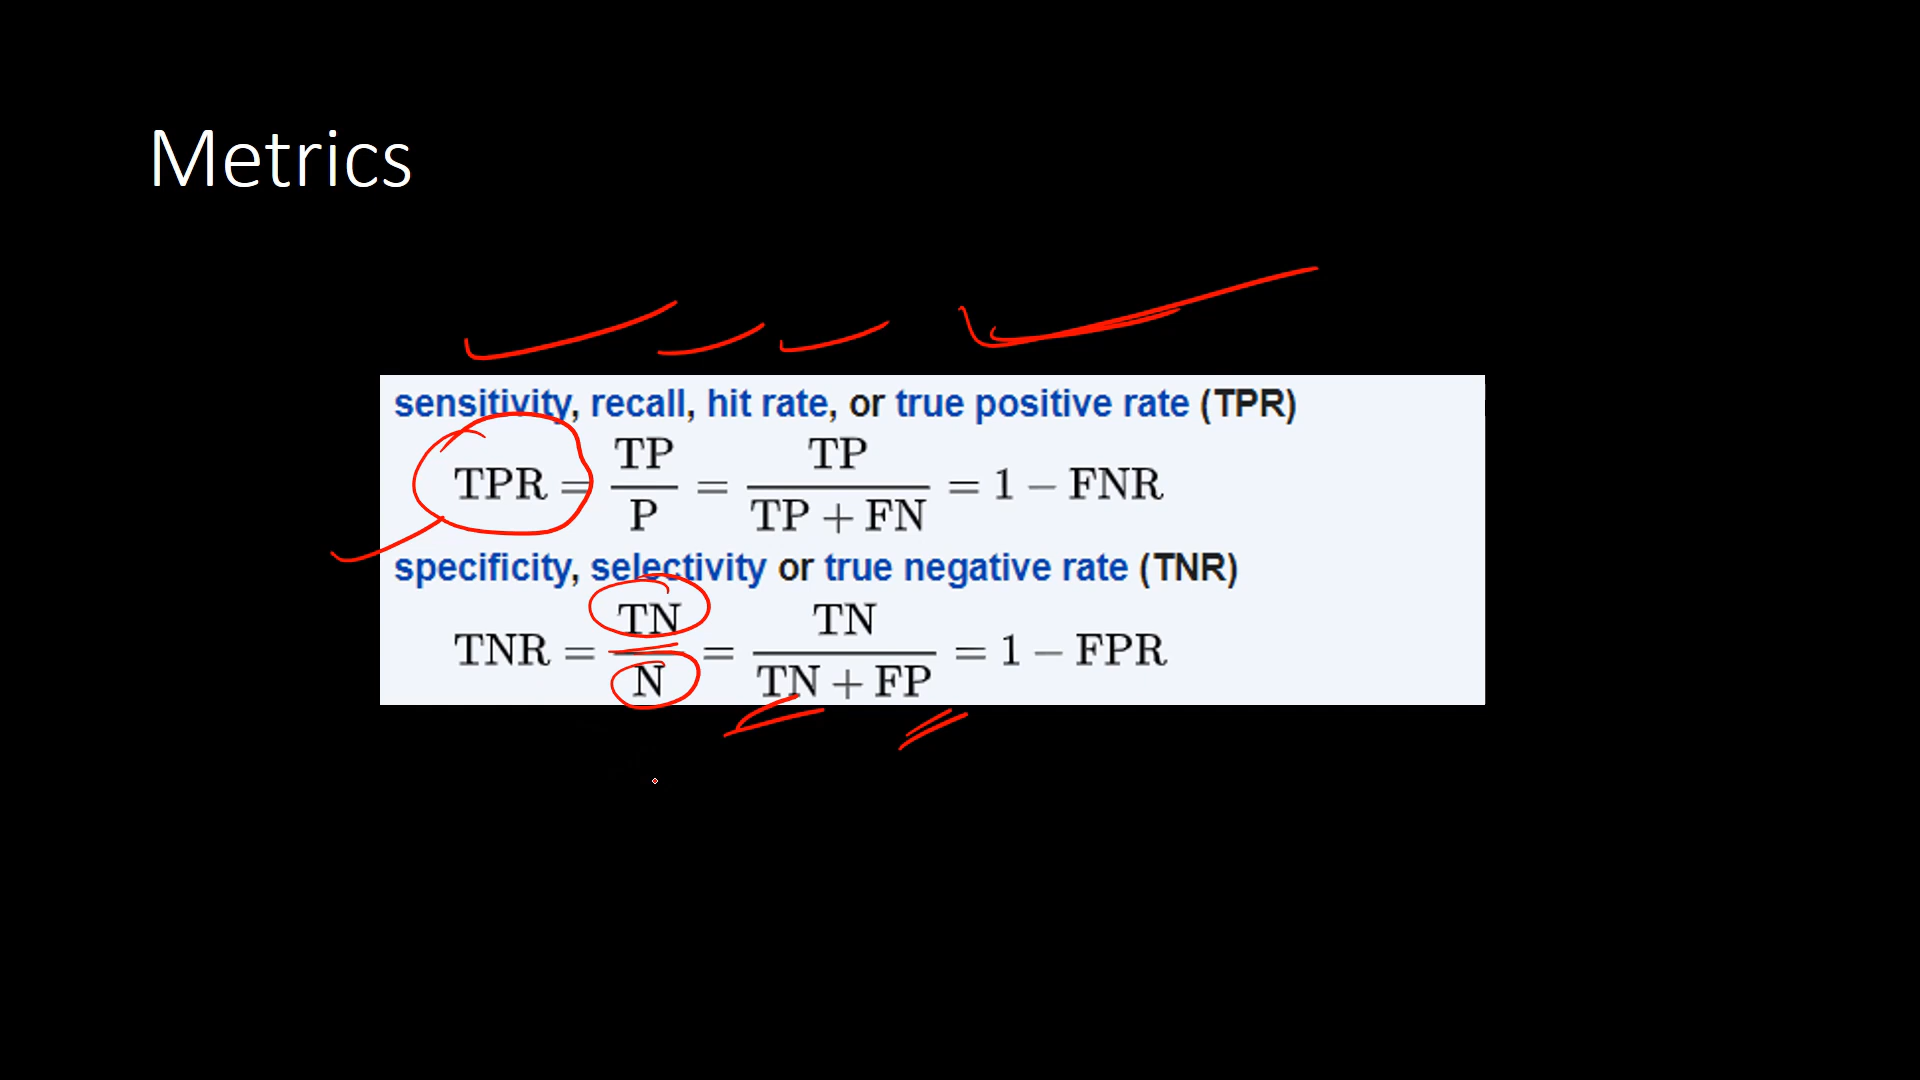 Metrics
sensitivity, recall, hit rate, or true positive rate (TPR)
TPR = TP/P = TP/(TP + FN) = 1 − FNR
specificity, selectivity or true negative rate (TNR)
TNR = TN/N = TN/(TN + FP) = 1 − FPR